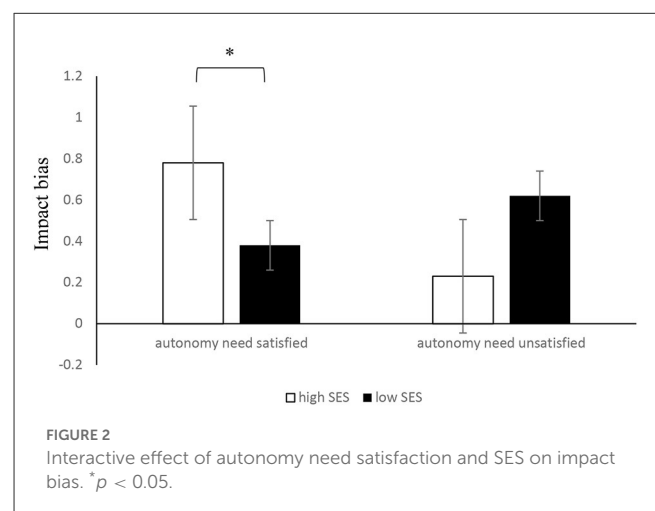 *
1.2
1
0.8
0.6
0.4
0.2
0
-0.2
Impact bias
autonomy need satisfied autonomy need unsatisfied
high SES low SES
FIGURE 2
Interactive effect of autonomy need satisfaction and SES on impact
bias. *p < 0.05.